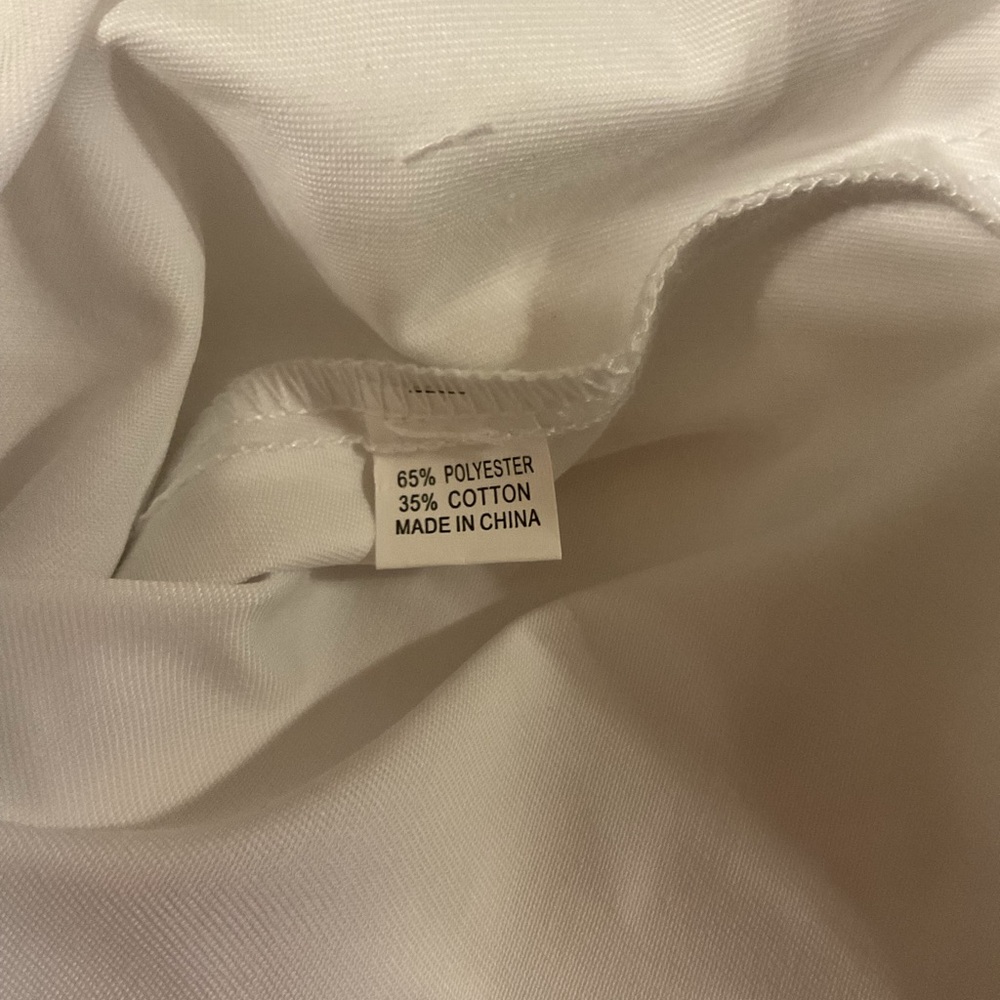 65% POLYESTER
35% COTTON
MADE IN CHINA